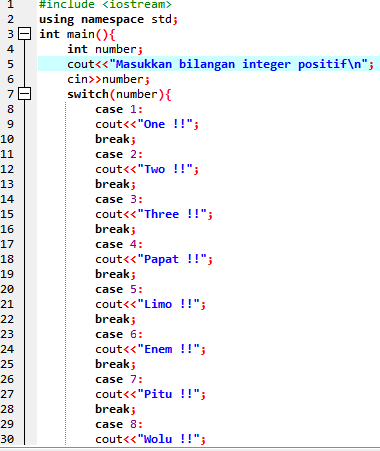 1 #include <iostream>
2 using namespace std;
3 int main(){
4 int number;
5 cout<<"Masukkan bilangan integer positif\n";
6 cin>>number;
7 switch(number){
8 case 1:
9 cout<<"One !!";
10 break;
11 case 2:
12 cout<<"Two !!";
13 break;
14 case 3:
15 cout<<"Three !!";
16 break;
17 case 4:
18 cout<<"Papat !!";
19 break;
20 case 5:
21 cout<<"Limo !!";
22 break;
23 case 6:
24 cout<<"Enem !!";
25 break;
26 case 7:
27 cout<<"Pitu !!";
28 break;
29 case 8:
30 cout<<"Wolu !!";